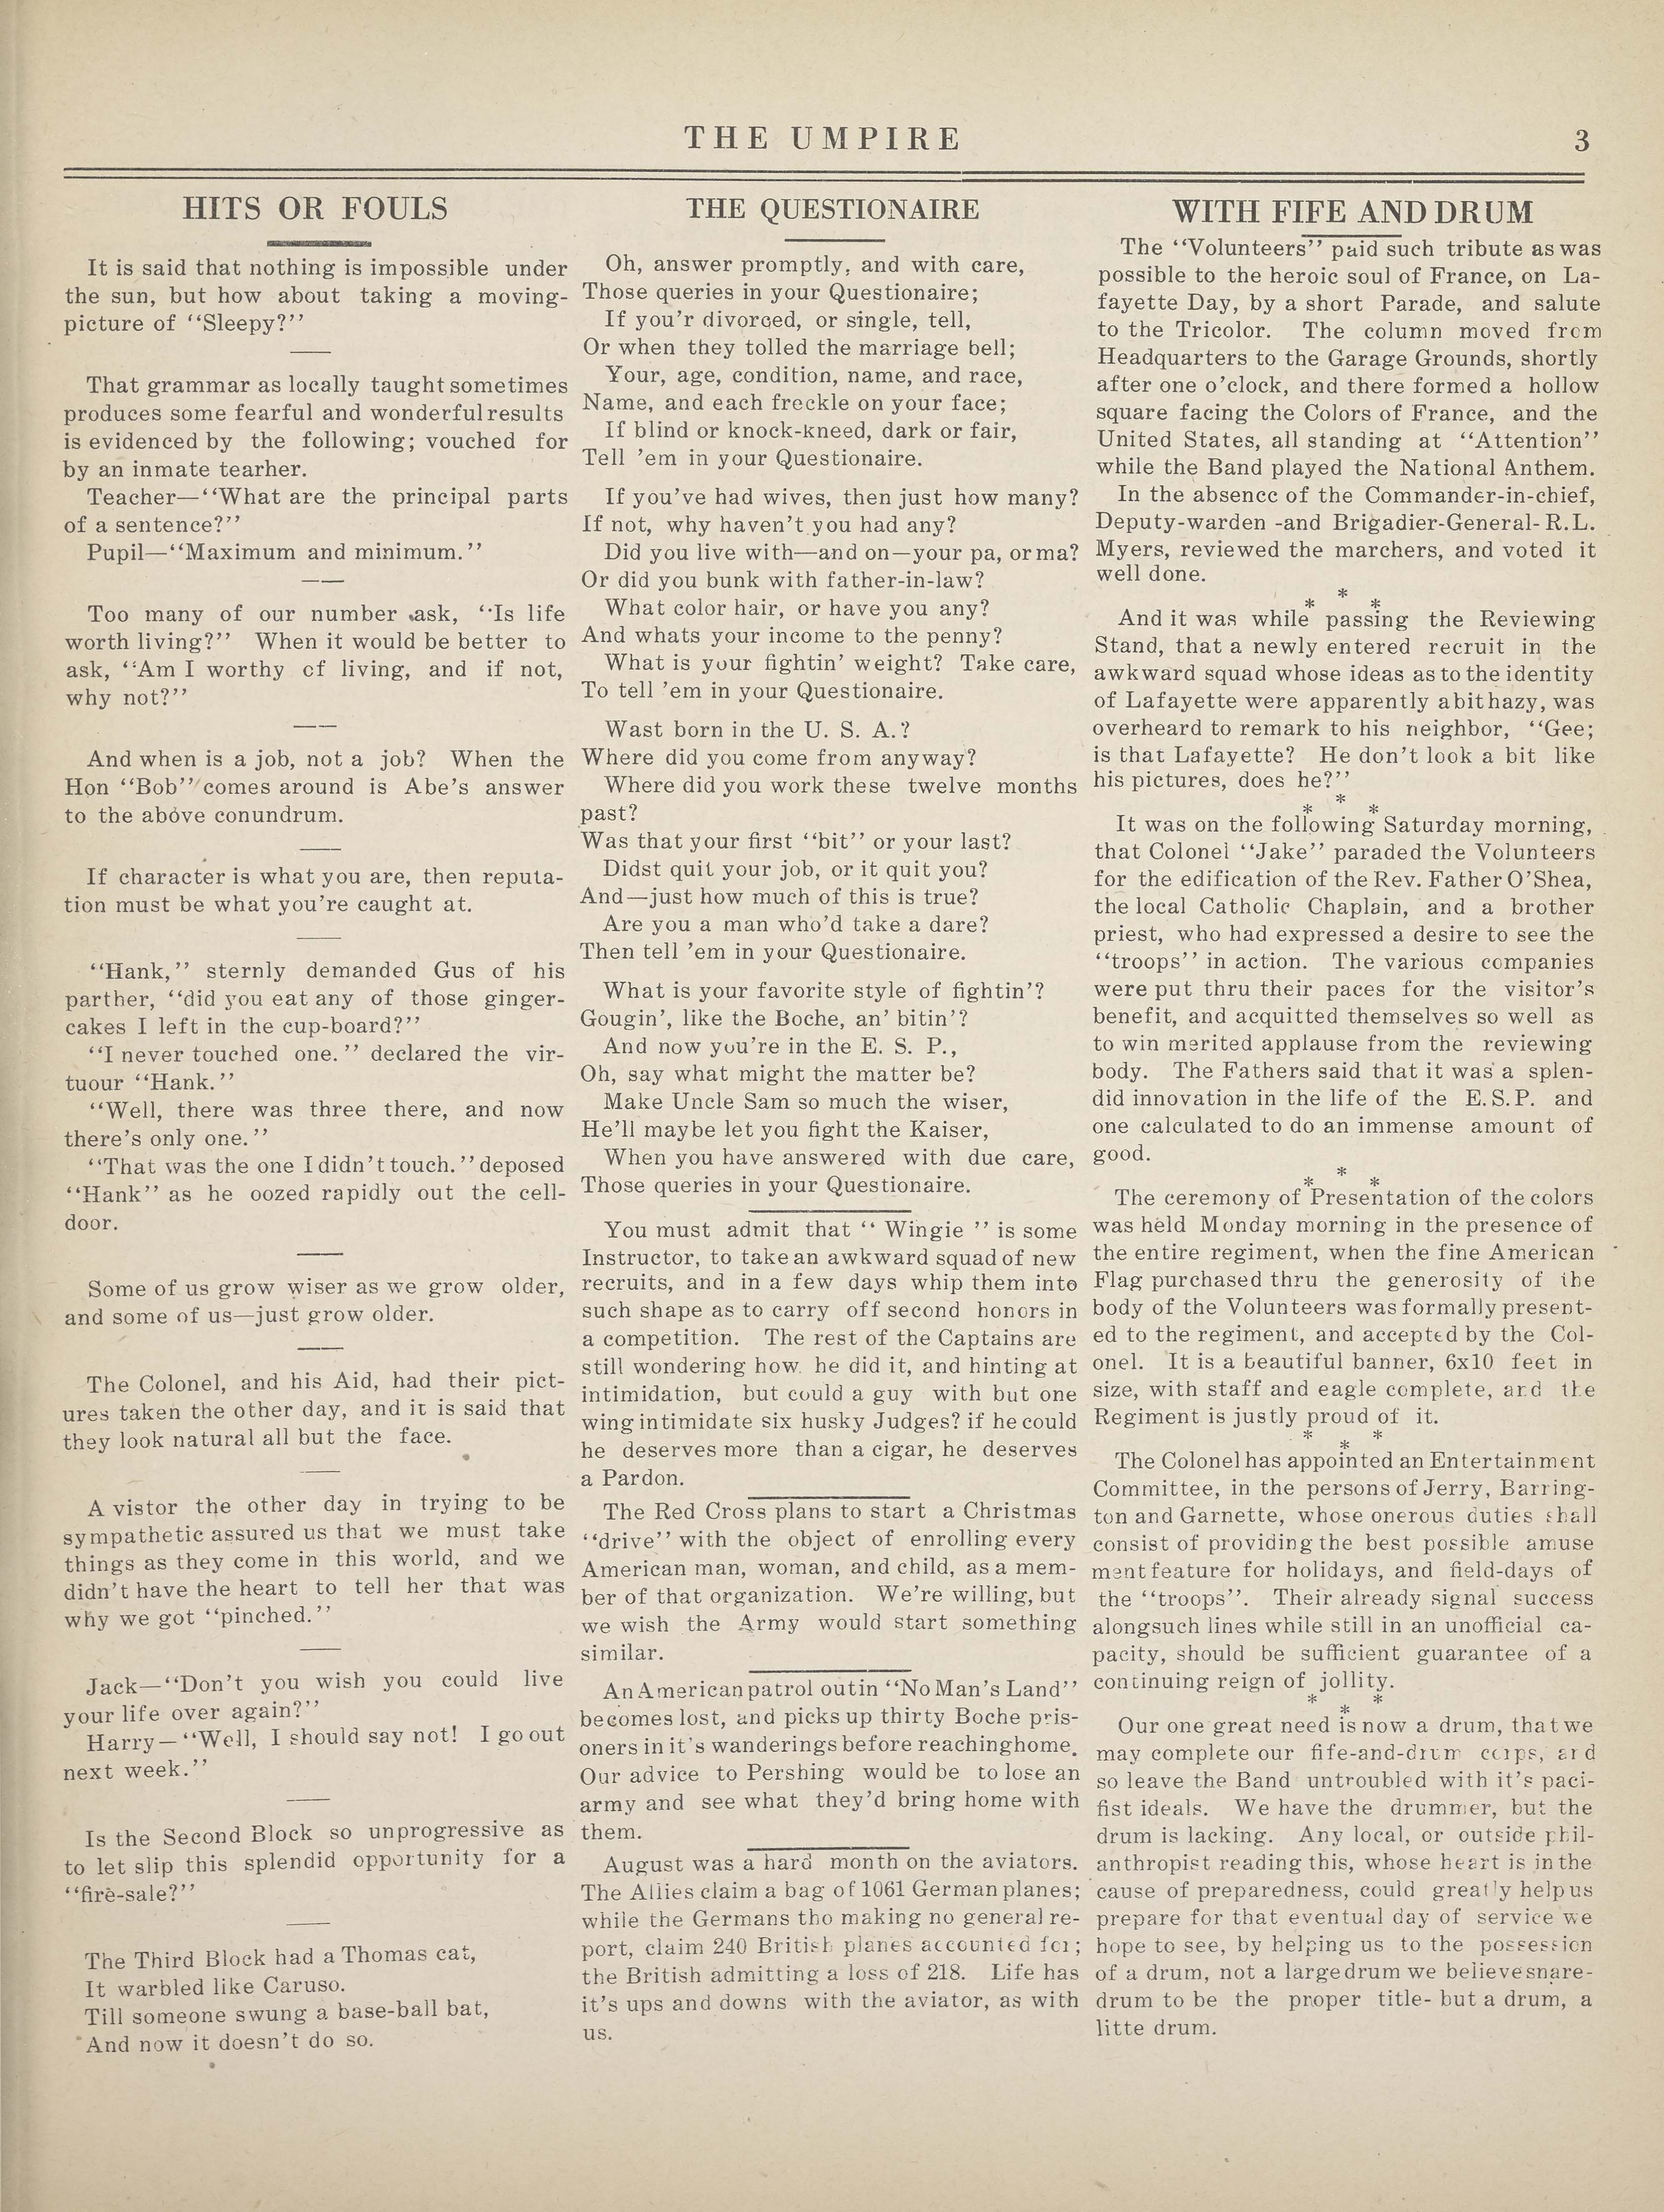 THE UMPIRE
3
HITS OR FOULS
It is said that nothing is impossible under
the sun, but how about taking a moving-
picture of "Sleepy?"
That grammar as locally taught sometimes
produces some fearful and wonderful results
is evidenced by the following; vouched for
by an inmate tearher.
Teacher—"What are the principal parts
of a sentence?"
Pupil—"Maximum and minimum."
Too many of our number ask, "Is life
worth living?" When it would be better to
ask, "Am I worthy cf living, and if not,
why not?"
And when is a job, not a job? When the
Hon "Bob" comes around is Abe's answer
to the above conundrum.
If character is what you are, then reputa-
tion must be what you're caught at.
"Hank," sternly demanded Gus of his
parther, "did you eat any of those ginger-
cakes I left in the cup-board?"
"I never touched one." declared the vir-
tuour "Hank."
"Well, there was three there, and now
there's only one."
"That was the one I didn't touch." deposed
"Hank" as he oozed rapidly out the cell-
door.
Some of us grow wiser as we grow older,
and some of us—just grow older.
The Colonel, and his Aid, had their pict-
ures taken the other day, and it is said that
they look natural all but the face.
A vistor the other day in trying to be
sympathetic assured us that we must take
things as they come in this world, and we
didn't have the heart to tell her that was
why we got "pinched."
Jack—"Don't you wish you could live
your life over again?"
Harry—"Well, I should say not! I go out
next week."
Is the Second Block so unprogressive as
to let slip this splendid opportunity for a
"fire-sale?"
The Third Block had a Thomas cat,
It warbled like Caruso.
Till someone swung a base-ball bat,
And now it doesn't do so.
THE QUESTIONAIRE
Oh, answer promptly, and with care,
Those queries in your Questionaire;
If you'r divorced, or single, tell,
Or when they tolled the marriage bell;
Your, age, condition, name, and race,
Name, and each freckle on your face;
If blind or knock-kneed, dark or fair,
Tell 'em in your Questionaire.
If you've had wives, then just how many?
If not, why haven't you had any?
Did you live with—and on—your pa, or ma?
Or did you bunk with father-in-law?
What color hair, or have you any?
And whats your income to the penny?
What is your fightin' weight? Take care,
To tell 'em in your Questionaire.
Wast born in the U. S. A.?
Where did you come from anyway?
Where did you work these twelve months
past?
Was that your first "bit" or your last?
Didst quit your job, or it quit you?
And—just how much of this is true?
Are you a man who'd take a dare?
Then tell 'em in your Questionaire.
What is your favorite style of fightin'?
Gougin', like the Boche, an' bitin'?
And now you're in the E. S. P.,
Oh, say what might the matter be?
Make Uncle Sam so much the wiser,
He'll maybe let you fight the Kaiser,
When you have answered with due care,
Those queries in your Questionaire.
You must admit that " Wingie " is some
Instructor, to take an awkward squad of new
recruits, and in a few days whip them into
such shape as to carry off second honors in
a competition. The rest of the Captains are
still wondering how he did it, and hinting at
intimidation, but could a guy with but one
wing intimidate six husky Judges? if he could
he deserves more than a cigar, he deserves
a Pardon.
The Red Cross plans to start a Christmas
"drive" with the object of enrolling every
American man, woman, and child, as a mem-
ber of that organization. We're willing, but
we wish the Army would start something
similar.
An American patrol out in "No Man's Land"
becomes lost, and picks up thirty Boche pris-
oners in it's wanderings before reaching home.
Our advice to Pershing would be to lose an
army and see what they'd bring home with
them.
August was a hard month on the aviators.
The Allies claim a bag of 1061 German planes;
while the Germans tho making no general re-
port, claim 240 British planes accounted for;
the British admitting a loss of 218. Life has
it's ups and downs with the aviator, as with
us.
WITH FIFE AND DRUM
The "Volunteers" paid such tribute as was
possible to the heroic soul of France, on La-
fayette Day, by a short Parade, and salute
to the Tricolor. The column moved from
Headquarters to the Garage Grounds, shortly
after one o'clock, and there formed a hollow
square facing the Colors of France, and the
United States, all standing at "Attention"
while the Band played the National Anthem.
In the absencc of the Commander-in-chief,
Deputy-warden -and Brigadier-General- R.L.
Myers, reviewed the marchers, and voted it
well done.
* * *
And it was while passing the Reviewing
Stand, that a newly entered recruit in the
awkward squad whose ideas as to the identity
of Lafayette were apparently a bit hazy, was
overheard to remark to his neighbor, "Gee;
is that Lafayette? He don't look a bit like
his pictures, does he?"
* * *
It was on the following Saturday morning,
that Colonel "Jake" paraded the Volunteers
for the edification of the Rev. Father O'Shea,
the local Catholic Chaplain, and a brother
priest, who had expressed a desire to see the
"troops" in action. The various companies
were put thru their paces for the visitor's
benefit, and acquitted themselves so well as
to win merited applause from the reviewing
body. The Fathers said that it was a splen-
did innovation in the life of the E. S. P. and
one calculated to do an immense amount of
good.
* * *
The ceremony of Presentation of the colors
was held Monday morning in the presence of
the entire regiment, when the fine American
Flag purchased thru the generosity of the
body of the Volunteers was formally present-
ed to the regiment, and accepted by the Col-
onel. It is a beautiful banner, 6x10 feet in
size, with staff and eagle complete, and the
Regiment is justly proud of it.
* * *
The Colonel has appointed an Entertainment
Committee, in the persons of Jerry, Barring-
ton and Garnette, whose onerous duties shall
consist of providing the best possible amuse
ment feature for holidays, and field-days of
the "troops". Their already signal success
along such lines while still in an unofficial ca-
pacity, should be sufficient guarantee of a
continuing reign of jollity.
* * *
Our one great need is now a drum, that we
may complete our fife-and-drum corps, and
so leave the Band untroubled with it's paci-
fist ideals. We have the drummer, but the
drum is lacking. Any local, or outside phil-
anthropist reading this, whose heart is in the
cause of preparedness, could greatly help us
prepare for that eventual day of service we
hope to see, by helping us to the possession
of a drum, not a large drum we believe snare-
drum to be the proper title- but a drum, a
litte drum.